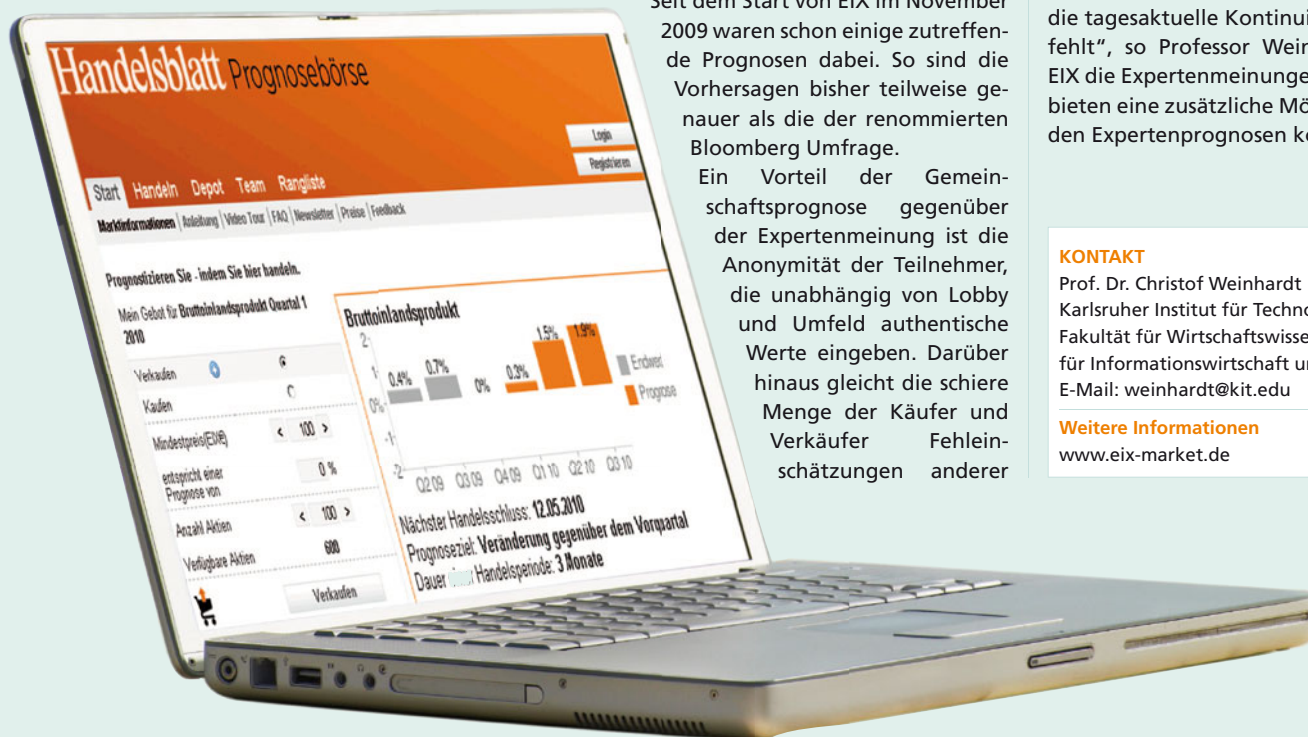 Seit dem Start von EIX im November
2009 waren schon einige zutreffen-
de Prognosen dabei. So sind die
Vorhersagen bisher teilweise ge-
nauer als die der renommierten
Bloomberg Umfrage.
Ein Vorteil der Gemein-
schaftsprognose gegenüber
der Expertenmeinung ist die
Anonymität der Teilnehmer,
die unabhängig von Lobby
und Umfeld authentische
Werte eingeben. Darüber
hinaus gleicht die schiere
Menge der Käufer und
Verkäufer Fehlein-
schätzungen anderer
die tagesaktuelle
fehlt“, so Professor
EIX die
bieten eine zusätzliche
den Expertenprognosen
KONTAKT
Prof. Dr. Christof Weinhardt
Karlsruher Institut für
Fakultät für
für Informationswirtschaft
E-Mail: weinhardt@kit.edu
Weitere Informationen
www.eix-market.de
Handelsblatt Prognosebörse
Login
Registrieren
Start Handeln Depot Team Rangliste
Marktinformationen | Anleitung | Video Tour | FAQ | Newsletter | Preise | Feedback
Prognostizieren Sie - indem Sie hier handeln.
Mein Gebot für Bruttoinlandsprodukt Quartal 1
2010
Verkaufen
Kaufen
Mindestpreis
< 100 >
entspricht einer
Prognose von
0 %
Anzahl Aktien
< 100 >
Verfügbare Aktien
600
Verkaufen
Bruttoinlandsprodukt
2
1
0%
-1
-2
0.4% 0.7% 0% 0.3% 1.5% 1.9%
Q2 09 Q3 09 Q4 09 Q1 10 Q2 10 Q3 10
Endwert
Prognose
Nächster Handelsschluss: 12.05.2010
Prognoseziel: Veränderung gegenüber dem Vorquartal
Dauer Handelsperiode: 3 Monate